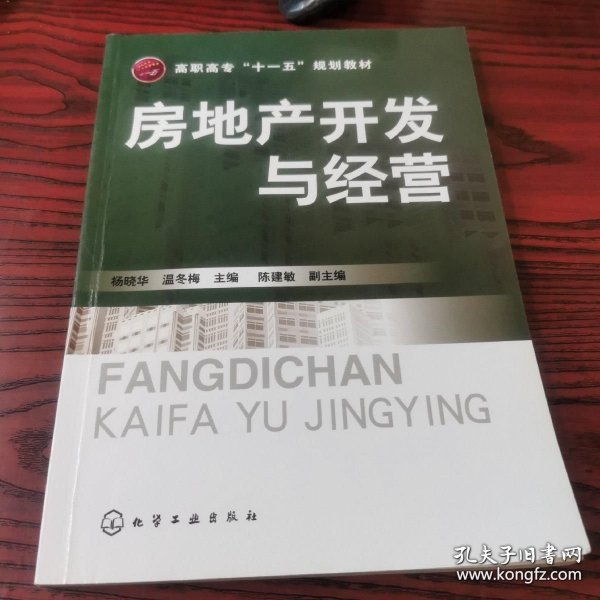 高职高专“十一五”规划教材
房地产开发
与经营
杨晓华 温冬梅 主编 陈建敏 副主编
FANGDICHAN
KAIFA YU JINGYING
化学工业出版社
孔夫子旧书网
www.kongfz.com